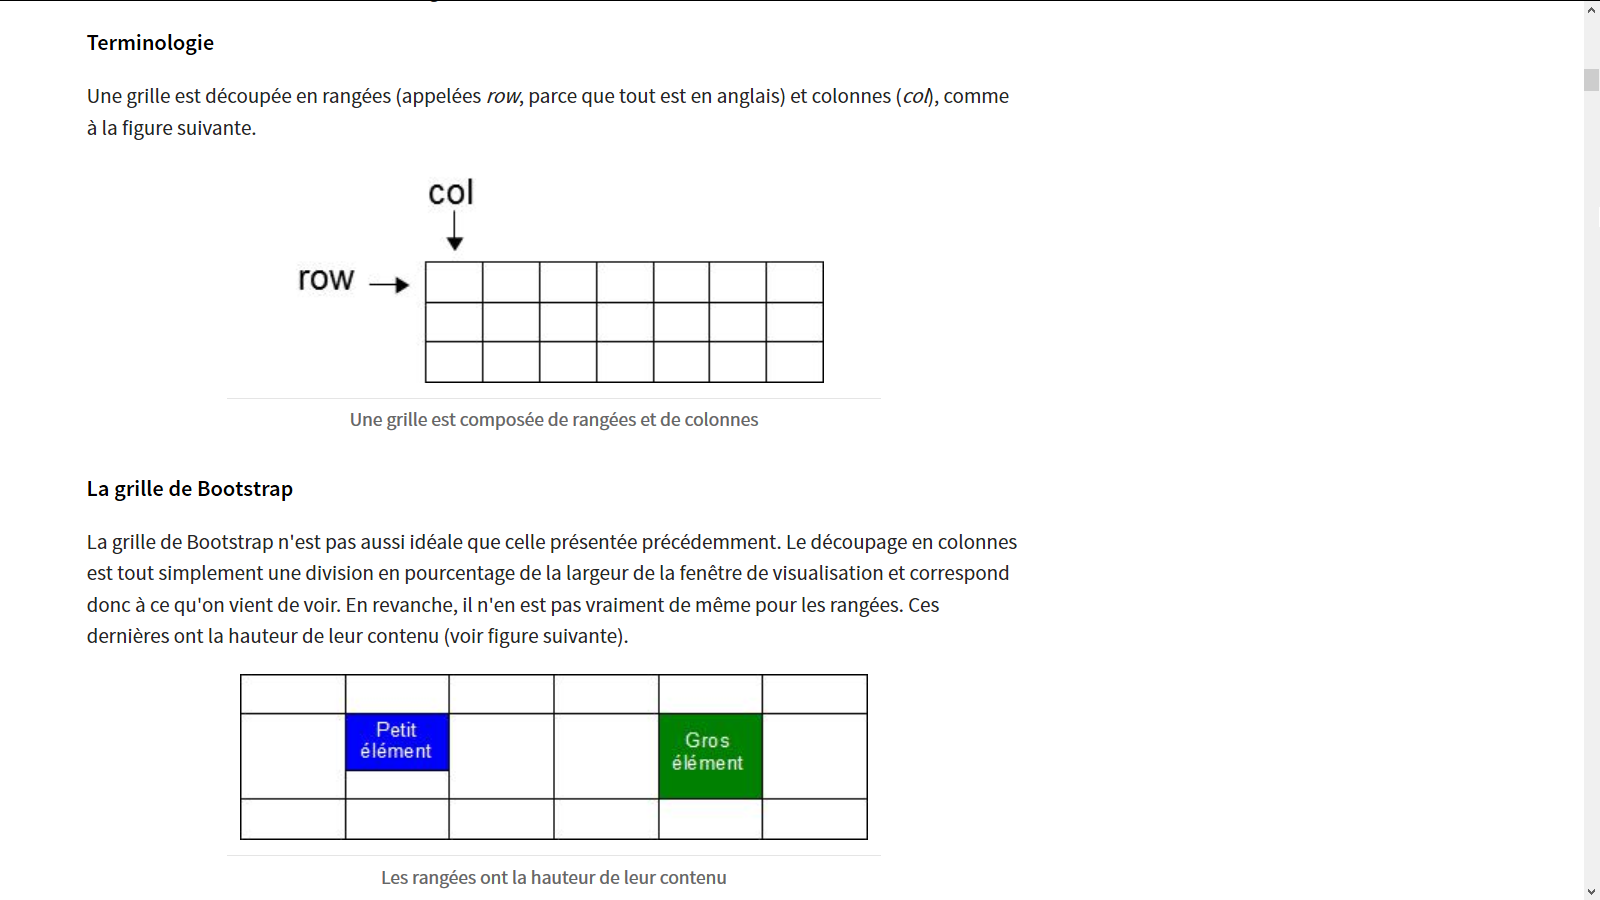 Terminologie
Une grille est découpée en rangées (appelées row, parce que tout est en anglais) et colonnes (col), comme
à la figure suivante.
col
row
Une grille est composée de rangées et de colonnes
La grille de Bootstrap
La grille de Bootstrap n'est pas aussi idéale que celle présentée précédemment. Le découpage en colonnes
est tout simplement une division en pourcentage de la largeur de la fenêtre de visualisation et correspond
donc à ce qu'on vient de voir. En revanche, il n'en est pas vraiment de même pour les rangées. Ces
dernières ont la hauteur de leur contenu (voir figure suivante).
Petit
élément
Gros
élément
Les rangées ont la hauteur de leur contenu